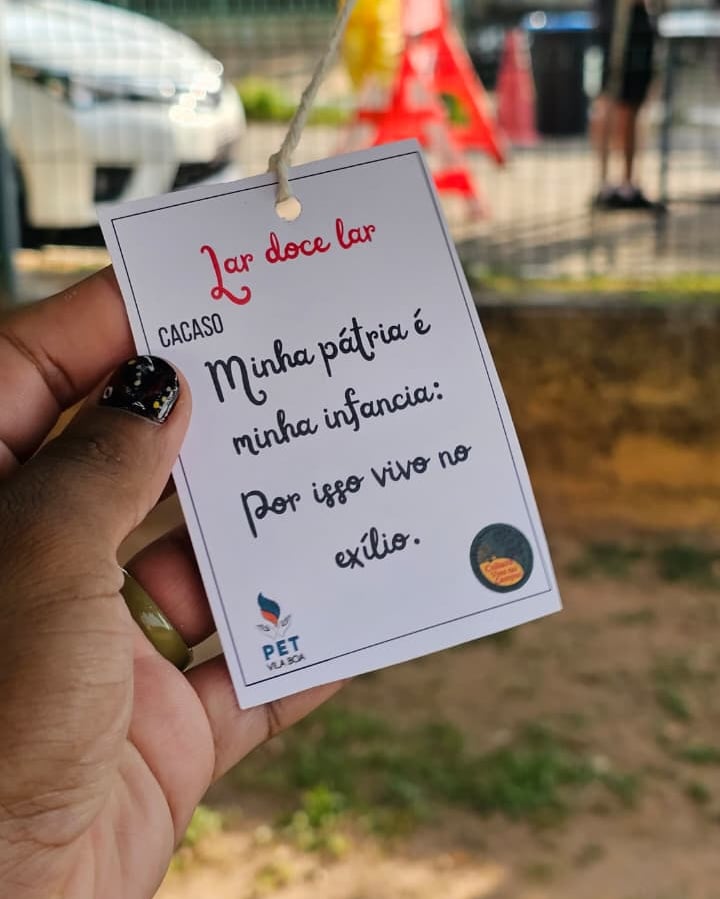 Lar doce lar
CACASO
Minha pátria é
minha infancia:
Por isso vivo no
exílio.
PET
VILA BOA